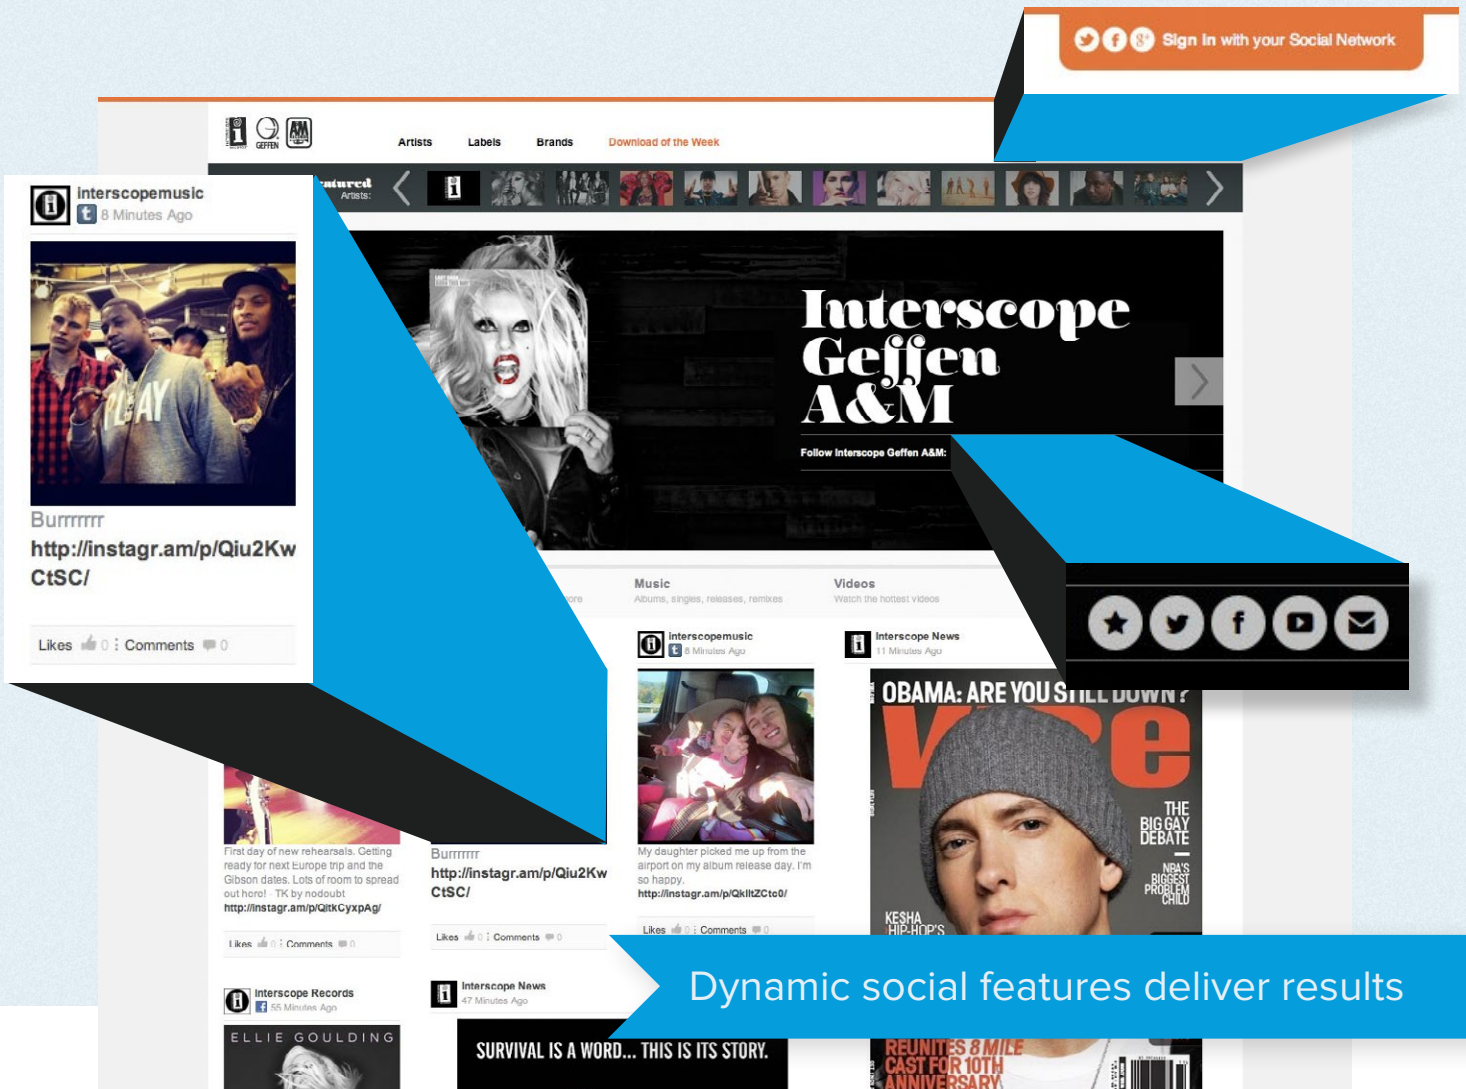 Sign In with your Social Network
GEFFEN
A&M
Artists
Labels
Brands
Download of the Week
Artists:
interscopemusic
8 Minutes Ago
Burrrrrrr
http://instagr.am/p/Qiu2Kw
CtSC/
Likes 0 Comments 0
Interscope
Geffen
A&M
Follow Interscope Geffen A&M:
Music
Albums, singles, releases, remixes
Videos
Watch the hottest videos
interscopemusic
8 Minutes Ago
Interscope News
11 Minutes Ago
OBAMA: ARE YOU STILL DOWN?
VIBE
THE
BIG GAY
DEBATE
NBA'S
BIGGEST
PROBLEM
CHILD
KESHA
HIP-HOP'S
First day of new rehearsals. Getting
ready for next Europe trip and the
Gibson dates. Lots of room to spread
out here! - TK by nodoubt
http://instagr.am/p/QitkCyxpAg/
Likes 0 Comments 0
Burrrrrrr
http://instagr.am/p/Qiu2Kw
CtSC/
Likes 0 Comments 0
My daughter picked me up from the
airport on my album release day. I'm
so happy.
Likes 0 Comments 0
Dynamic social features deliver results
Interscope Records
55 Minutes Ago
ELLIE GOULDING
Interscope News
47 Minutes Ago
SURVIVAL IS A WORD... THIS IS ITS STORY.
REUNITES 8 MILE
CAST FOR 10TH
ANNIVERSARY